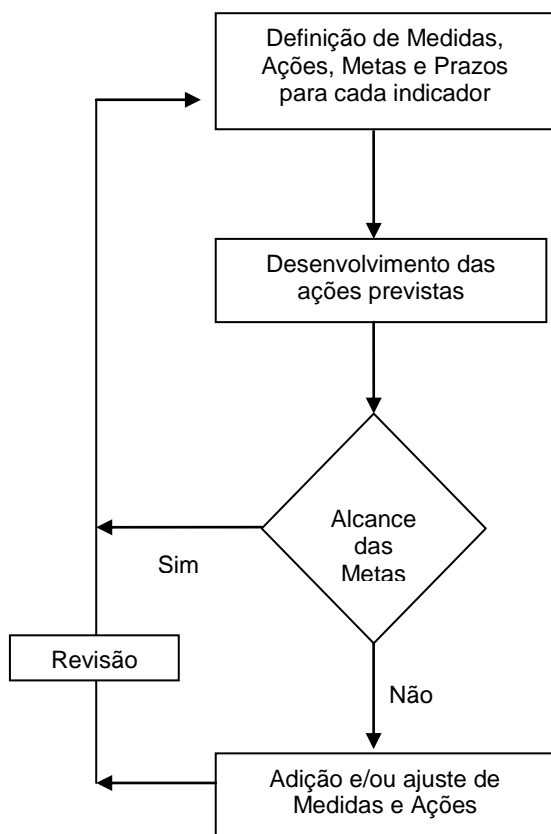 Definição de Medidas,
Ações, Metas e Prazos
para cada indicador
Desenvolvimento das
ações previstas
Alcance
das
Metas
Sim
Revisão
Não
Adição e/ou ajuste de
Medidas e Ações